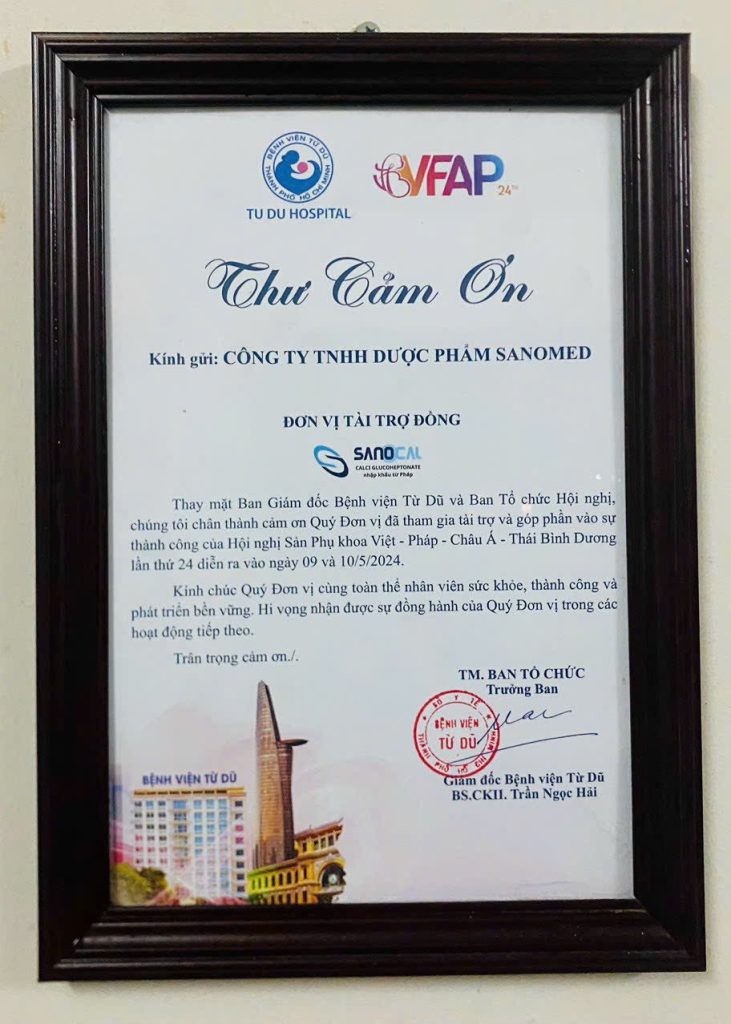 BỆNH VIỆN TỪ DŨ
THÀNH PHỐ HỒ CHÍ MINH
TU DU HOSPITAL
VFAP
24TH
Thư Cảm Ơn
Kính gửi: CÔNG TY TNHH DƯỢC PHẨM SANOMED
ĐƠN VỊ TÀI TRỢ ĐỒNG
SANOCAL
CALCI GLUCOHEPTONATE
nhập khẩu từ Pháp
Thay mặt Ban Giám đốc Bệnh viện Từ Dũ và Ban Tổ chức Hội nghị,
chúng tôi chân thành cảm ơn Quý Đơn vị đã tham gia tài trợ và góp phần vào sự
thành công của Hội nghị Sản Phụ khoa Việt - Pháp - Châu Á - Thái Bình Dương
lần thứ 24 diễn ra vào ngày 09 và 10/5/2024.
Kính chúc Quý Đơn vị cùng toàn thể nhân viên sức khỏe, thành công và
phát triển bền vững. Hi vọng nhận được sự đồng hành của Quý Đơn vị trong các
hoạt động tiếp theo.
Trân trọng cảm ơn./.
TM. BAN TỔ CHỨC
Trưởng Ban
SỞ Y TẾ
BỆNH VIỆN
TỪ DŨ
THÀNH PHỐ HỒ CHÍ MINH
Giám đốc Bệnh viện Từ Dũ
BS.CKII. Trần Ngọc Hải
BỆNH VIỆN TỪ DŨ